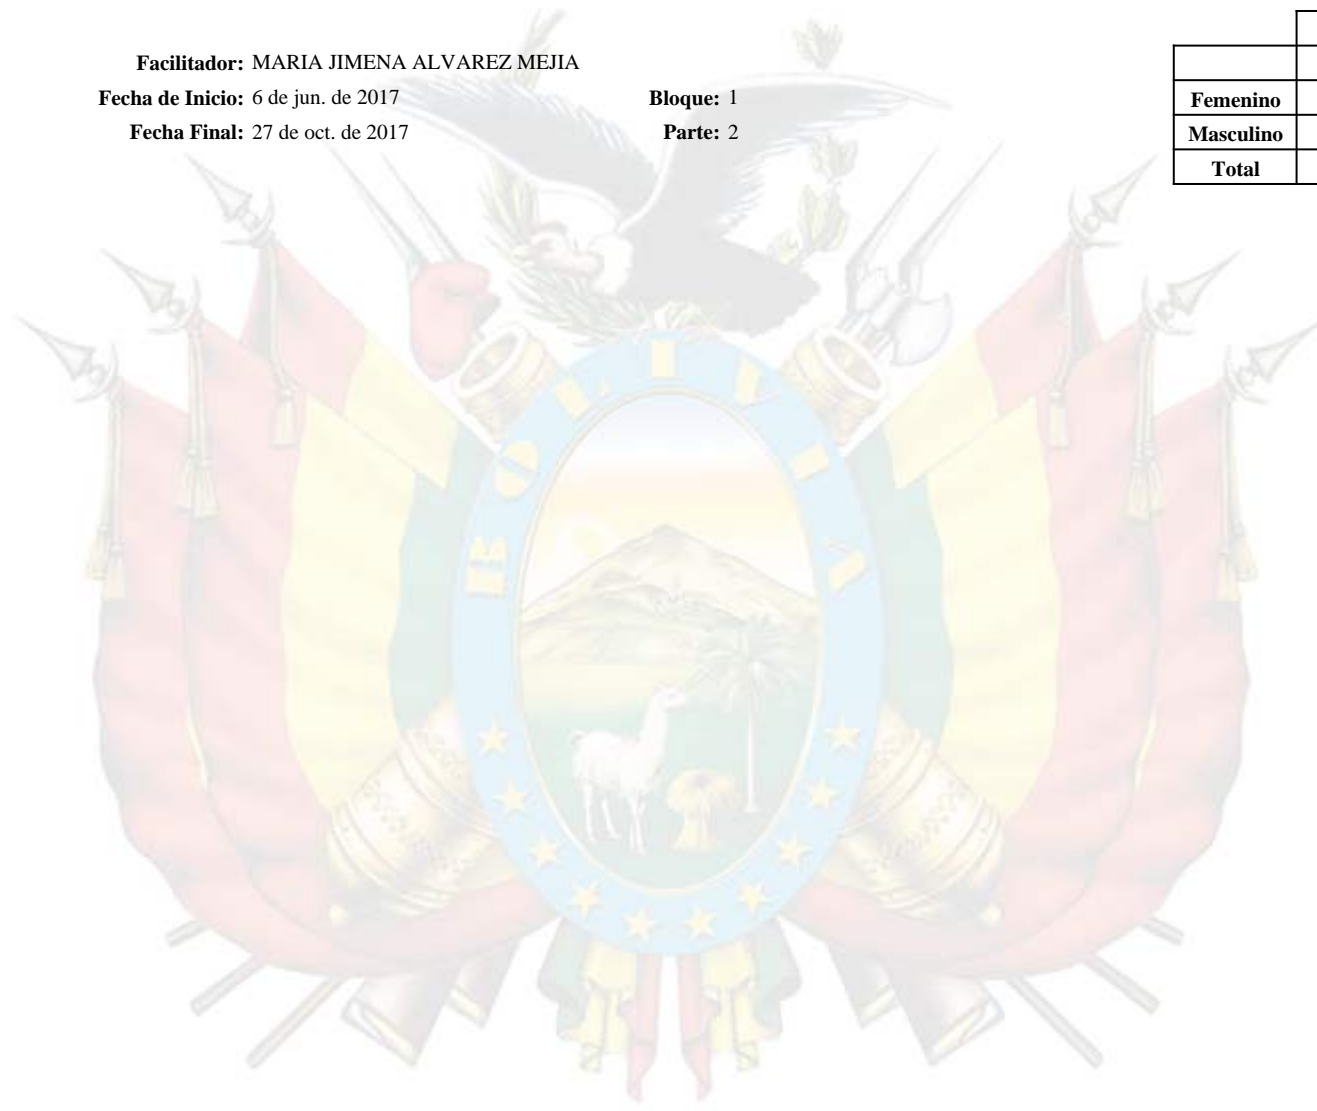 Facilitador: MARIA JIMENA ALVAREZ MEJIA
Fecha de Inicio: 6 de jun. de 2017 Bloque: 1
Fecha Final: 27 de oct. de 2017 Parte: 2
Femenino
Masculino
Total
BOLIVIA